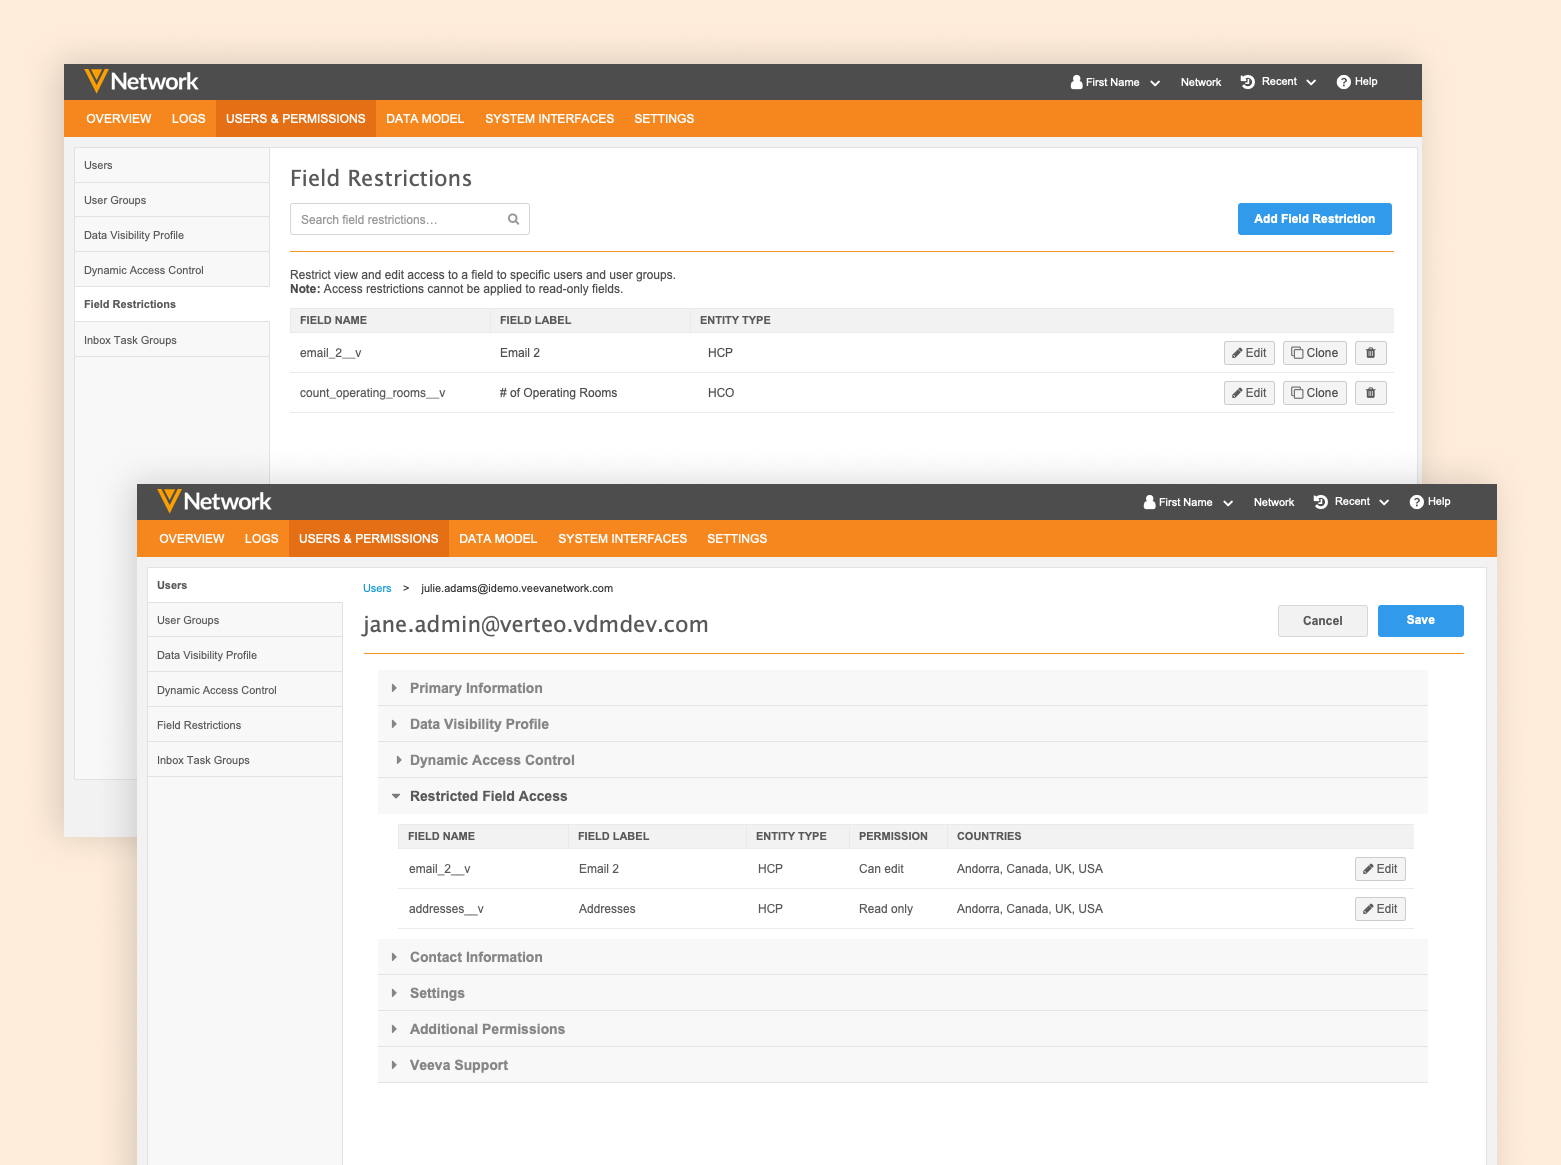 Network
First Name
Network
Recent
Help
OVERVIEW LOGS USERS & PERMISSIONS DATA MODEL SYSTEM INTERFACES SETTINGS
Users
User Groups
Data Visibility Profile
Dynamic Access Control
Field Restrictions
Inbox Task Groups
Field Restrictions
Search field restrictions...
Add Field Restriction
Restrict view and edit access to a field to specific users and user groups.
Note: Access restrictions cannot be applied to read-only fields.
FIELD NAME FIELD LABEL ENTITY TYPE
email_2__v Email 2 HCP Edit Clone
count_operating_rooms__v # of Operating Rooms HCO Edit Clone
Network
First Name
Network
Recent
Help
OVERVIEW LOGS USERS & PERMISSIONS DATA MODEL SYSTEM INTERFACES SETTINGS
Users
User Groups
Data Visibility Profile
Dynamic Access Control
Field Restrictions
Inbox Task Groups
Users > julie.adams@idemo.veevanetwork.com
jane.admin@verteo.vdmdev.com
Cancel
Save
Primary Information
Data Visibility Profile
Dynamic Access Control
Restricted Field Access
FIELD NAME FIELD LABEL ENTITY TYPE PERMISSION COUNTRIES
email_2__v Email 2 HCP Can edit Andorra, Canada, UK, USA Edit
addresses__v Addresses HCP Read only Andorra, Canada, UK, USA Edit
Contact Information
Settings
Additional Permissions
Veeva Support